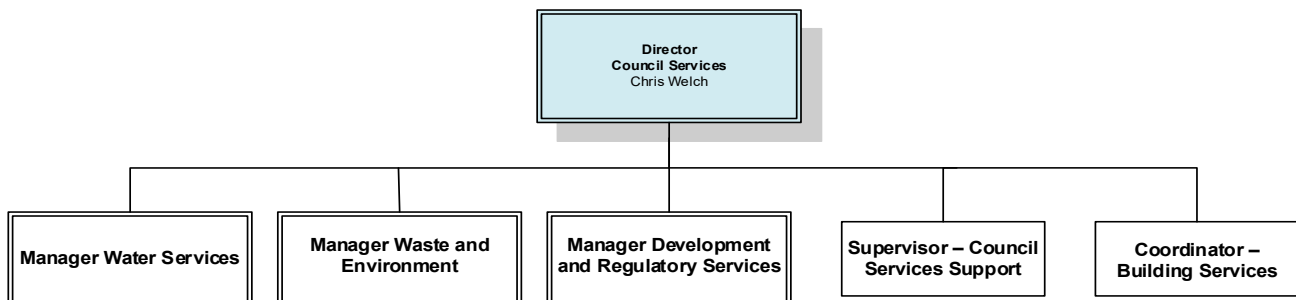 Director
Council Services
Chris Welch
Manager Water Services
Manager Waste and
Environment
Manager Development
and Regulatory Services
Supervisor – Council
Services Support
Coordinator –
Building Services